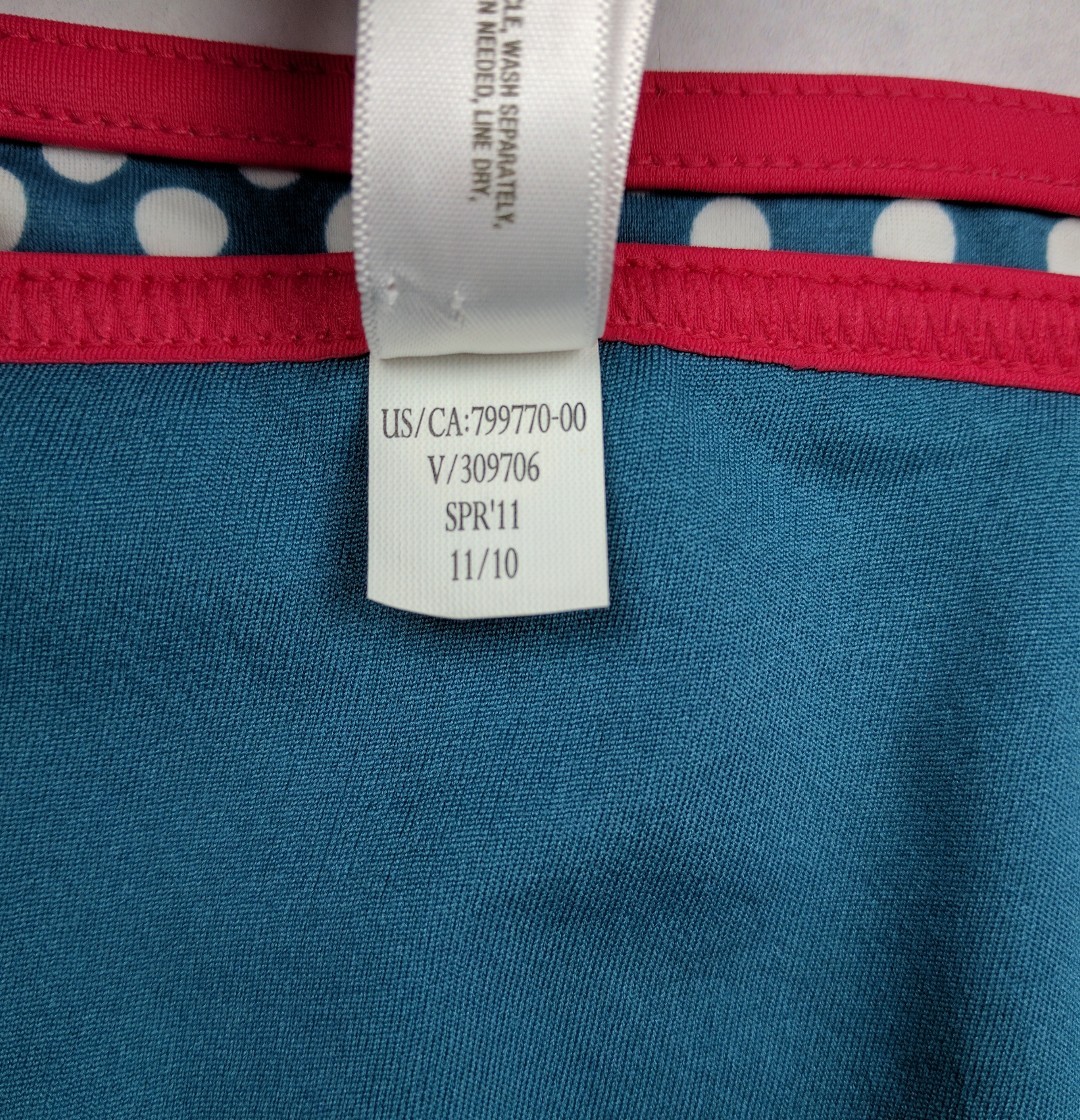 CLE, WASH SEPARATELY,
N NEEDED, LINE DRY,
US/CA:799770-00
V/309706
SPR'11
11/10